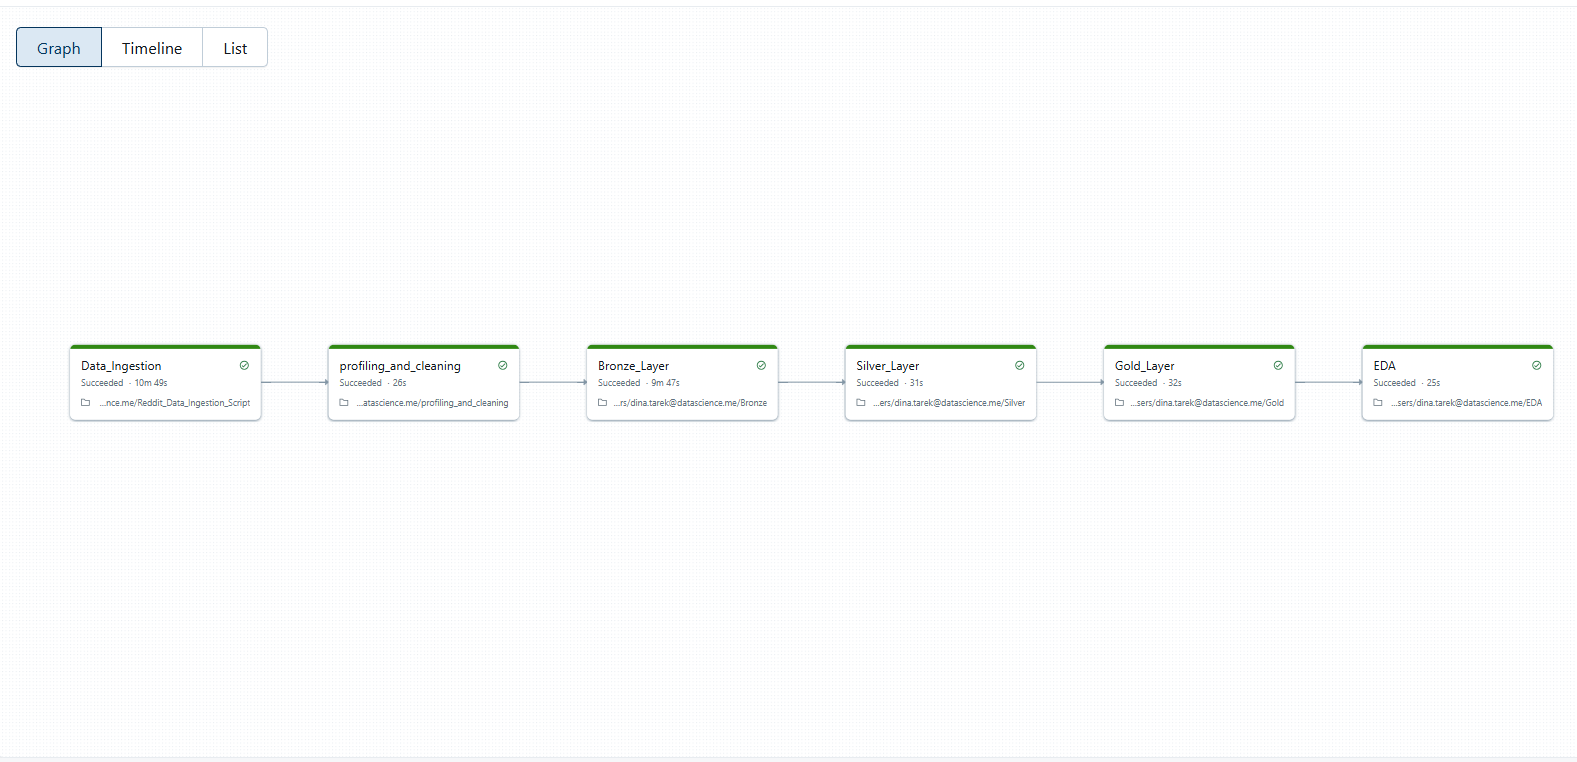 Graph
Timeline
List
Data_Ingestion
Succeeded · 10m 49s
...nce.me/Reddit_Data_Ingestion_Script
profiling_and_cleaning
Succeeded · 26s
...atascience.me/profiling_and_cleaning
Bronze_Layer
Succeeded · 9m 47s
...rs/dina.tarek@datascience.me/Bronze
Silver_Layer
Succeeded · 31s
...ers/dina.tarek@datascience.me/Silver
Gold_Layer
Succeeded · 32s
...sers/dina.tarek@datascience.me/Gold
EDA
Succeeded · 25s
...sers/dina.tarek@datascience.me/EDA